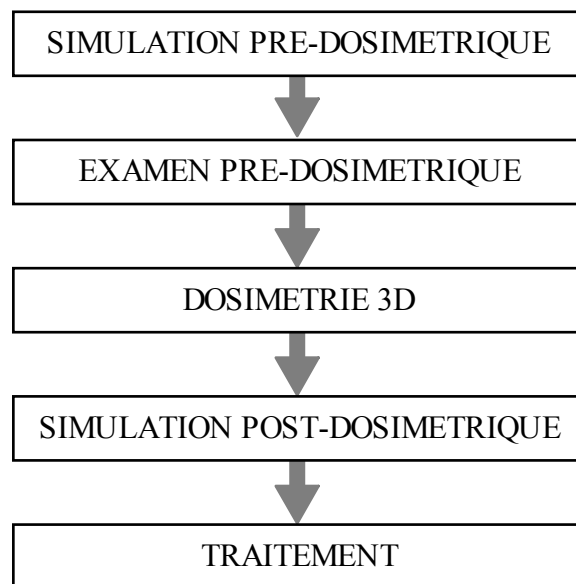 SIMULATION PRE-DOSIMETRIQUE
EXAMEN PRE-DOSIMETRIQUE
DOSIMETRIE 3D
SIMULATION POST-DOSIMETRIQUE
TRAITEMENT